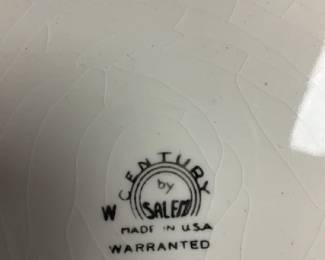 CENTURY
by
SALEM
W
MADE IN U.S.A
WARRANTED